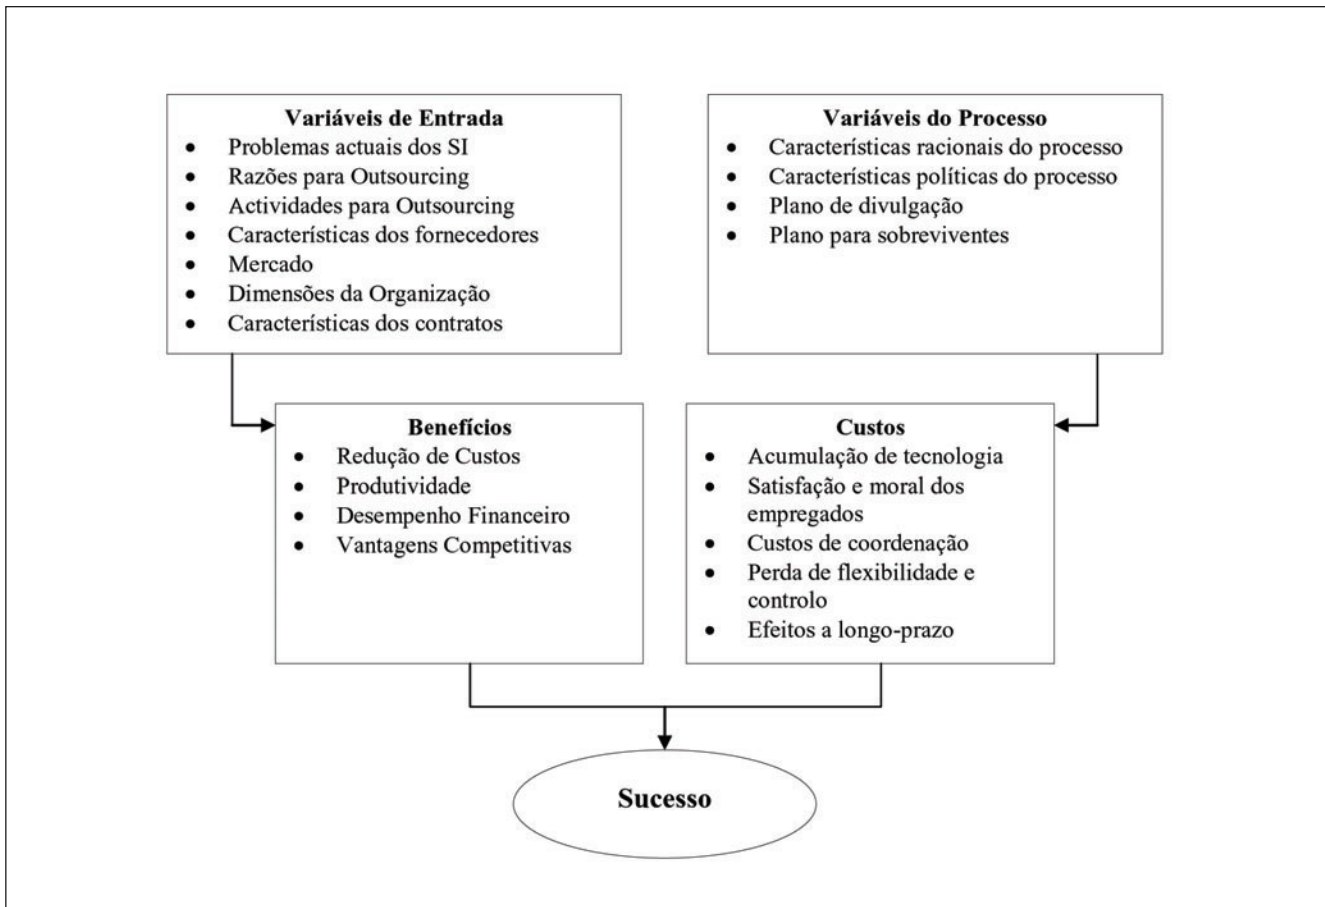 Variáveis de Entrada
• Problemas actuais dos SI
• Razões para Outsourcing
• Actividades para Outsourcing
• Características dos fornecedores
• Mercado
• Dimensões da Organização
• Características dos contratos
Variáveis do Processo
• Características racionais do processo
• Características políticas do processo
• Plano de divulgação
• Plano para sobreviventes
Benefícios
• Redução de Custos
• Produtividade
• Desempenho Financeiro
• Vantagens Competitivas
Custos
• Acumulação de tecnologia
• Satisfação e moral dos
empregados
• Custos de coordenação
• Perda de flexibilidade e
controlo
• Efeitos a longo-prazo
Sucesso